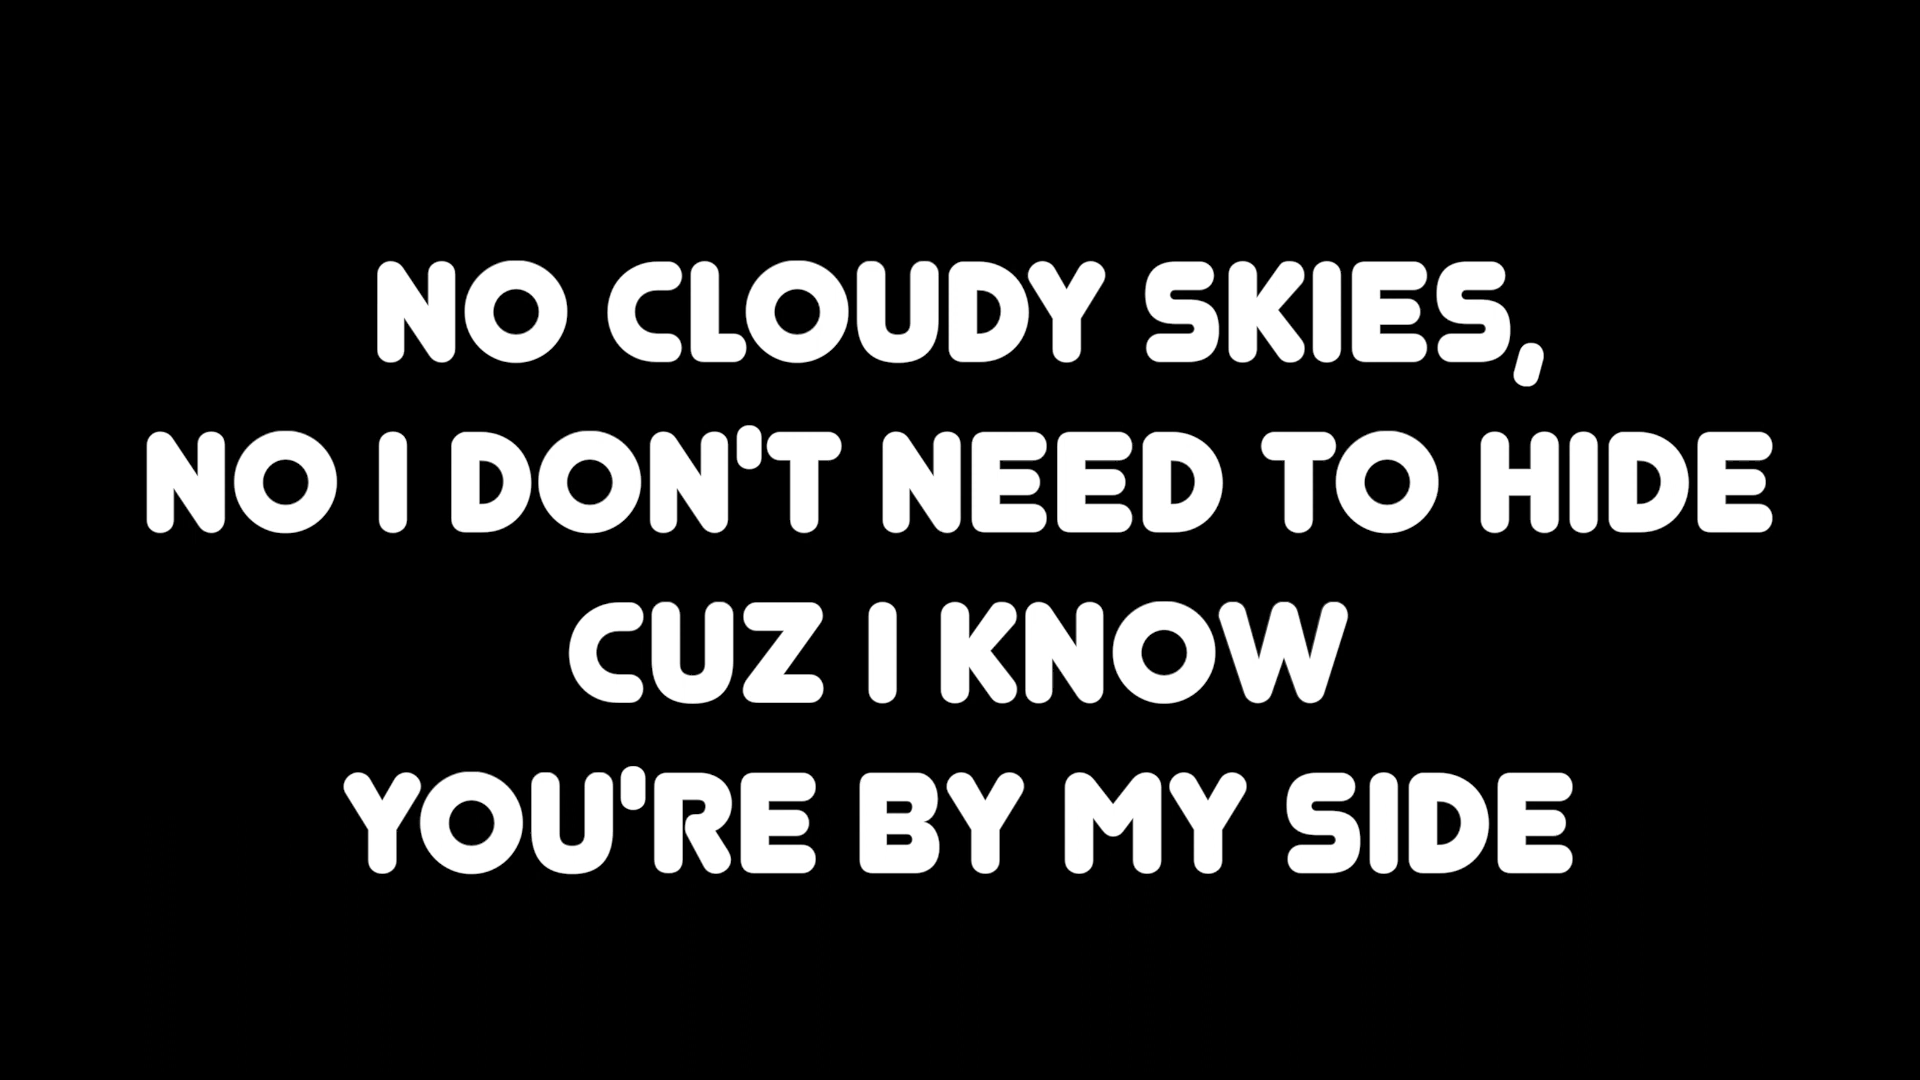 NO CLOUDY SKIES,
NO I DON'T NEED TO HIDE
CUZ I KNOW
YOU'RE BY MY SIDE